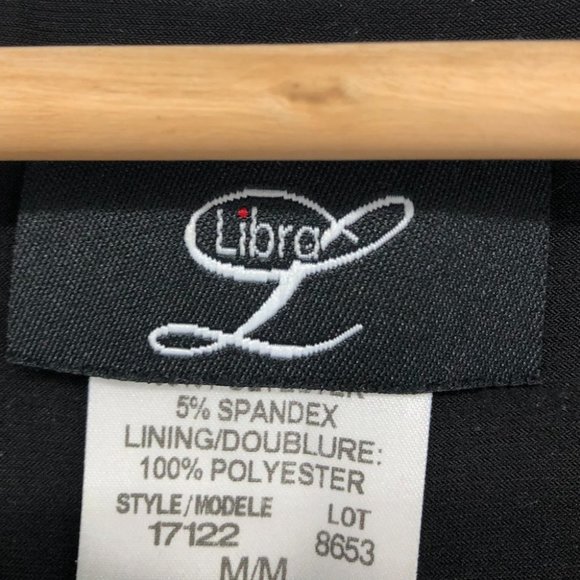 Libra
5% SPANDEX
LINING/DOUBLURE:
100% POLYESTER
STYLE/MODELE LOT
17122 8653
M/M